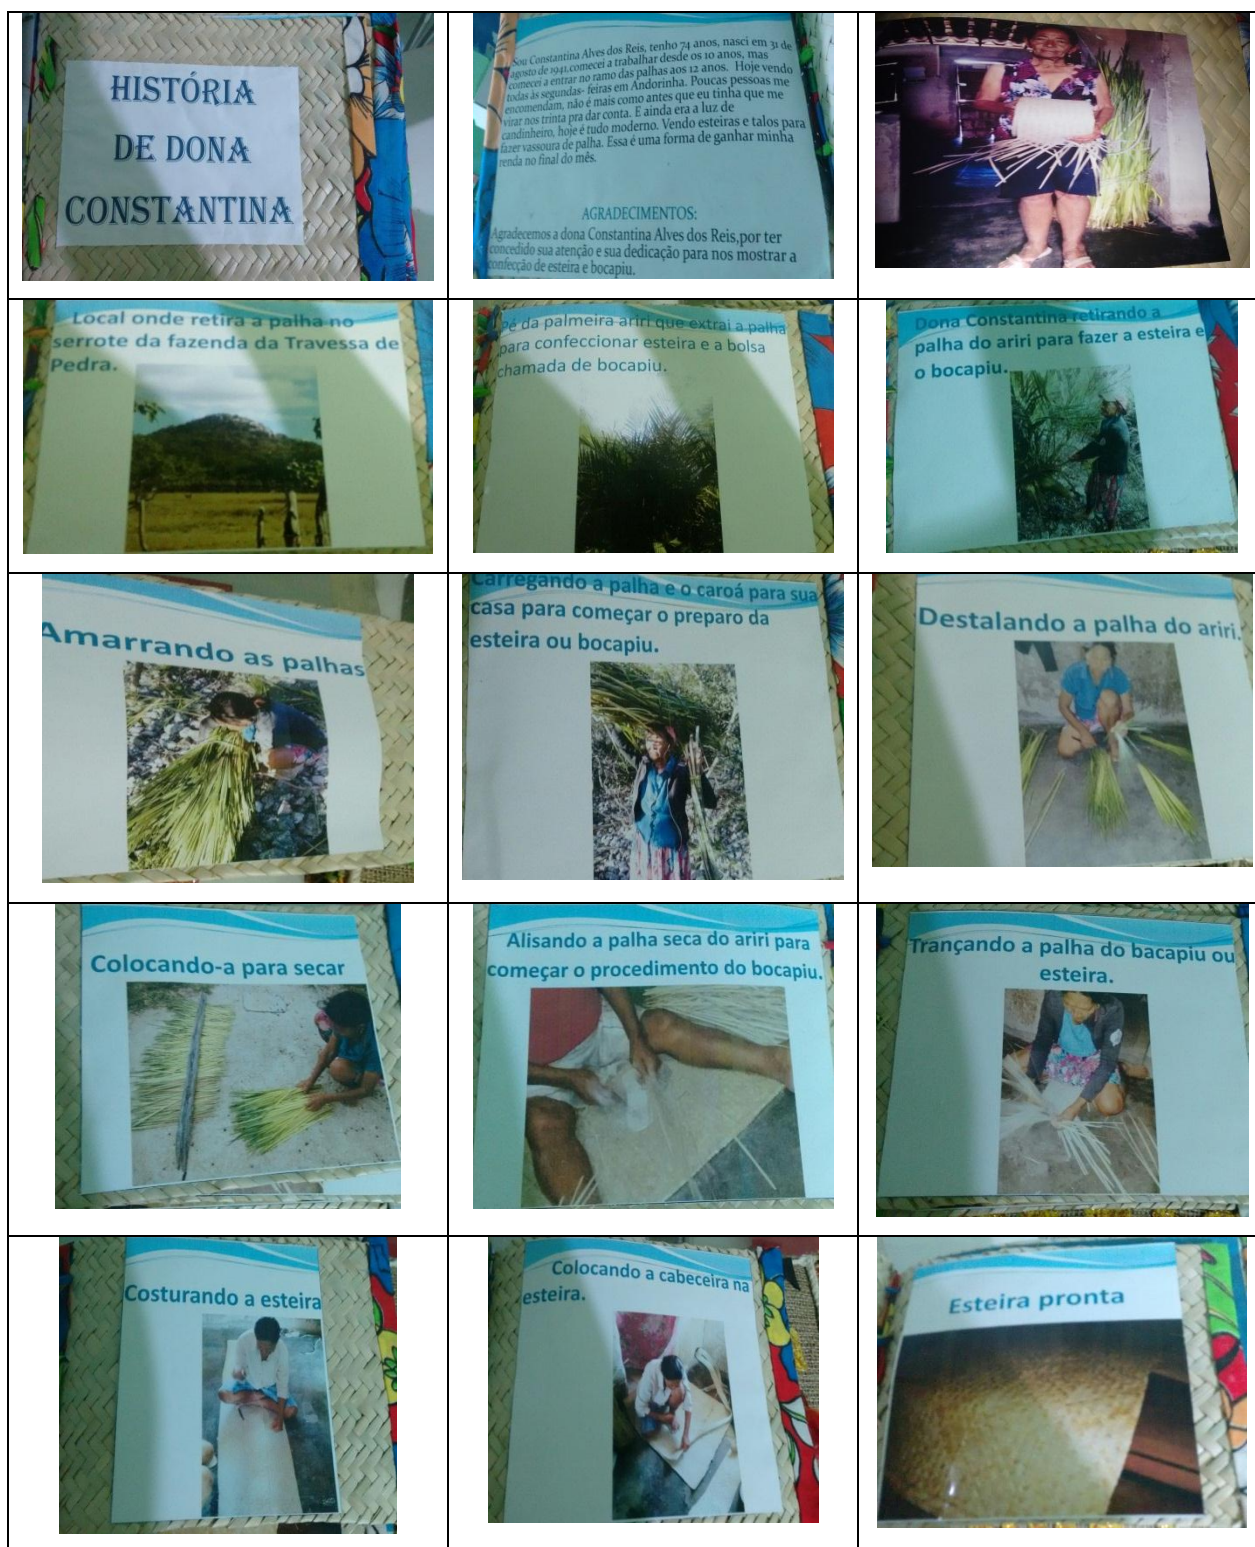 HISTÓRIA
DE DONA
CONSTANTINA
Sou Constantina Alves dos Reis, tenho 74 anos, nasci em 31 de
agosto de 1941,comecei a trabalhar desde os 10 anos, mas
comecei a entrar no ramo das palhas aos 12 anos. Hoje vendo
todas às segundas- feiras em Andorinha. Poucas pessoas me
encomendam, não é mais como antes que eu tinha que me
virar nos trinta pra dar conta. E ainda era a luz de
candinheiro, hoje é tudo moderno. Vendo esteiras e talos para
fazer vassoura de palha. Essa é uma forma de ganhar minha
renda no final do mês.
AGRADECIMENTOS:
Agradecemos a dona Constantina Alves dos Reis,por ter
concedido sua atenção e sua dedicação para nos mostrar a
confecção de esteira e bocapiu.
Local onde retira a palha no
serrote da fazenda da Travessa de
Pedra.
Pé da palmeira ariri que extrai a palha
para confeccionar esteira e a bolsa
chamada de bocapiu.
Dona Constantina retirando a
palha do ariri para fazer a esteira e
o bocapiu.
Amarrando as palhas
Carregando a palha e o caroá para sua
casa para começar o preparo da
esteira ou bocapiu.
Destalando a palha do ariri.
Colocando-a para secar
Alisando a palha seca do ariri para
começar o procedimento do bocapiu.
Trançando a palha do bacapiu ou
esteira.
Costurando a esteira
Colocando a cabeceira na
esteira.
Esteira pronta